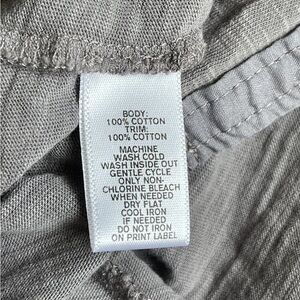 BODY:
100% COTTON
TRIM:
100% COTTON
MACHINE
WASH COLD
WASH INSIDE OUT
GENTLE CYCLE
ONLY NON-
CHLORINE BLEACH
WHEN NEEDED
DRY FLAT
COOL IRON
IF NEEDED
DO NOT IRON
ON PRINT LABEL